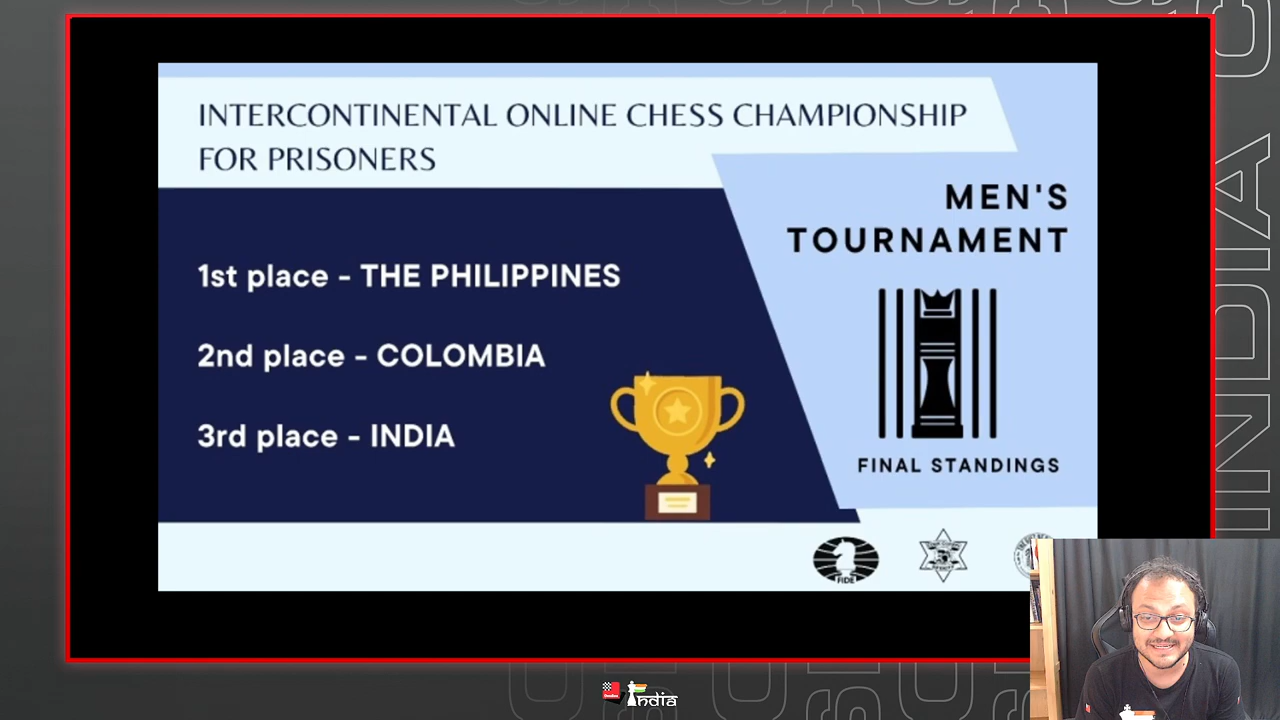 INTERCONTINENTAL ONLINE CHESS CHAMPIONSHIP
FOR PRISONERS
MEN'S
TOURNAMENT
1st place - THE PHILIPPINES
2nd place - COLOMBIA
3rd place - INDIA
FINAL STANDINGS
FIDE
India
INDIA